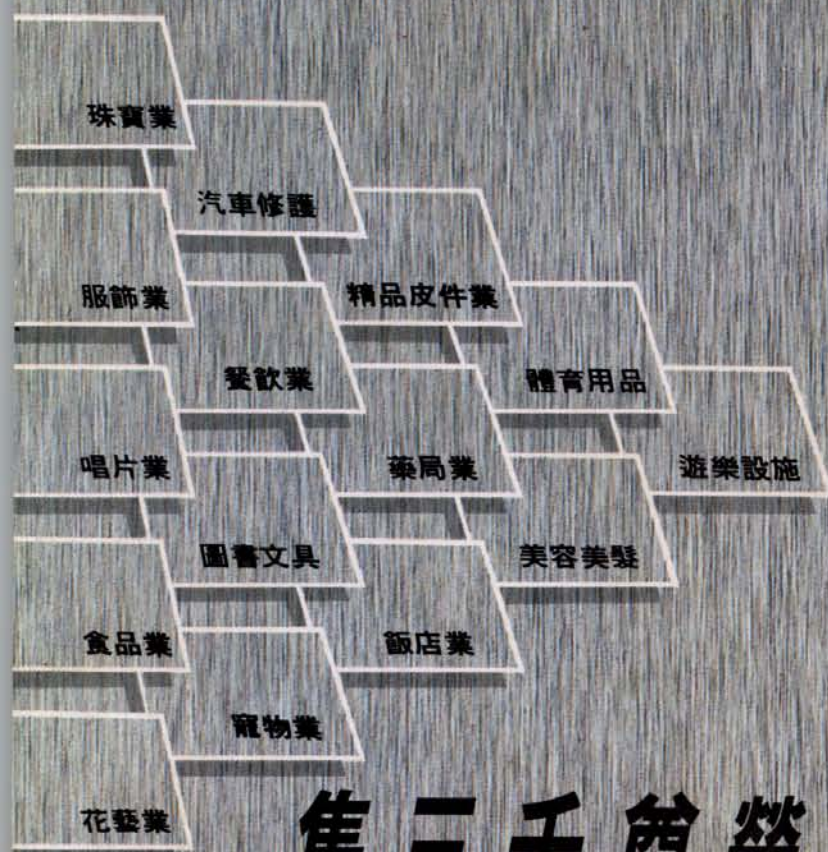 珠寶業
汽車修護
服飾業
精品皮件業
餐飲業
體育用品
唱片業
藥局業
遊樂設施
圖書文具
美容美髮
食品業
飯店業
寵物業
花藝業